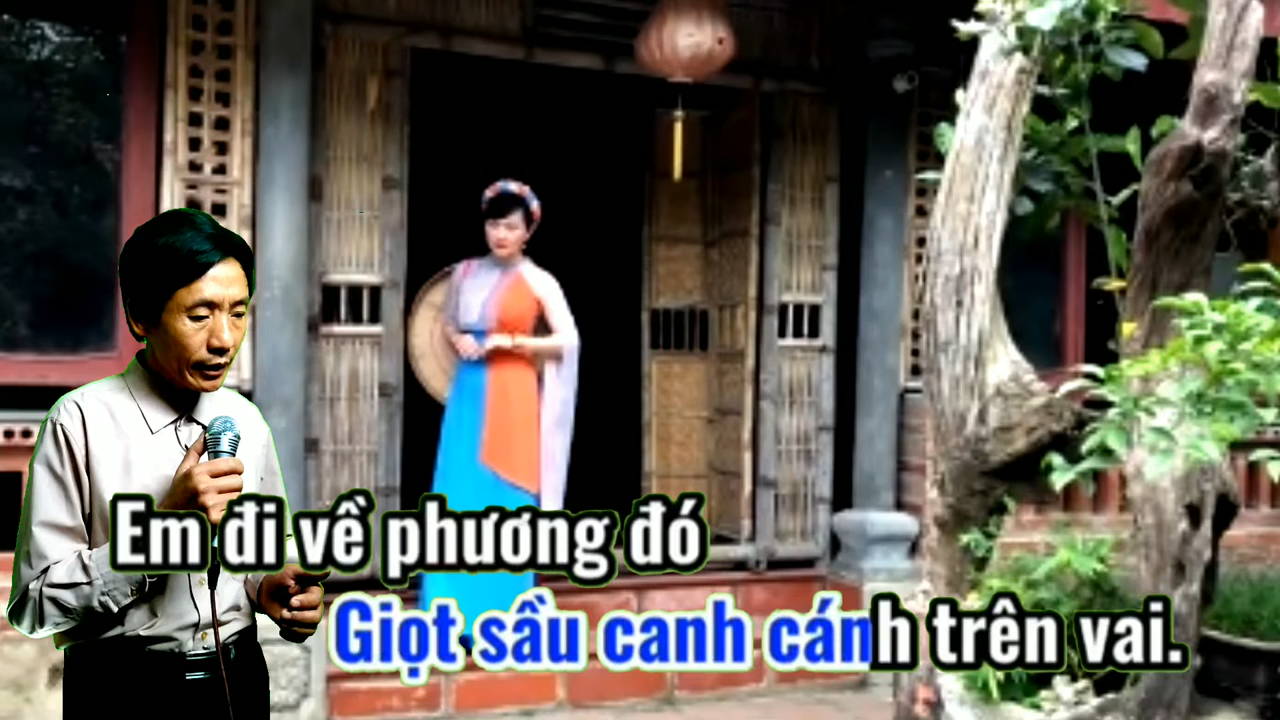 Em đi về phương đó
Giọt sầu canh cánh trên vai.